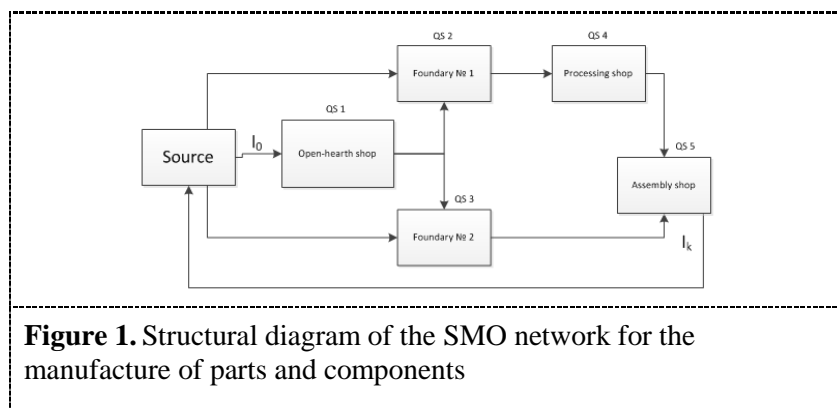 QS 2
QS 4
Foundary № 1
Processing shop
QS 1
I₀
Source
Open-hearth shop
QS 5
QS 3
Assembly shop
Foundary № 2
Iₖ
Figure 1. Structural diagram of the SMO network for the
manufacture of parts and components